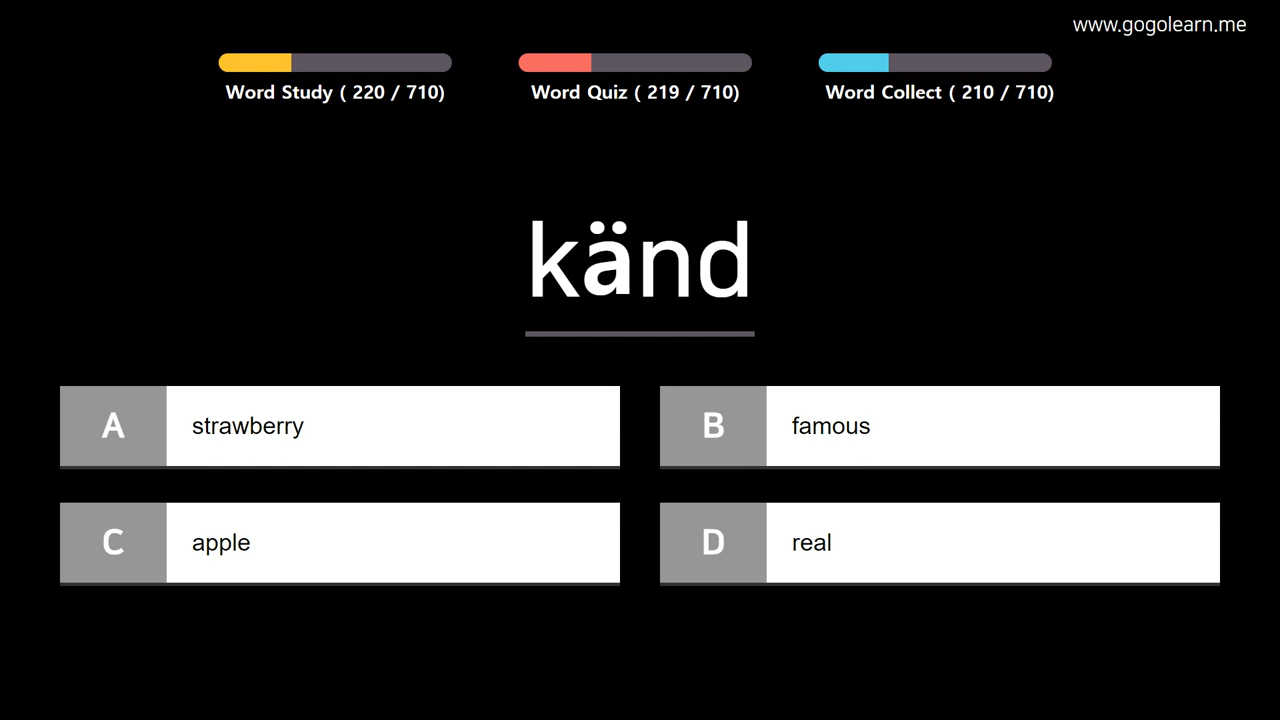 www.gogolearn.me
Word Study ( 220 / 710)
Word Quiz ( 219 / 710)
Word Collect ( 210 / 710)
känd
A strawberry
B famous
C apple
D real